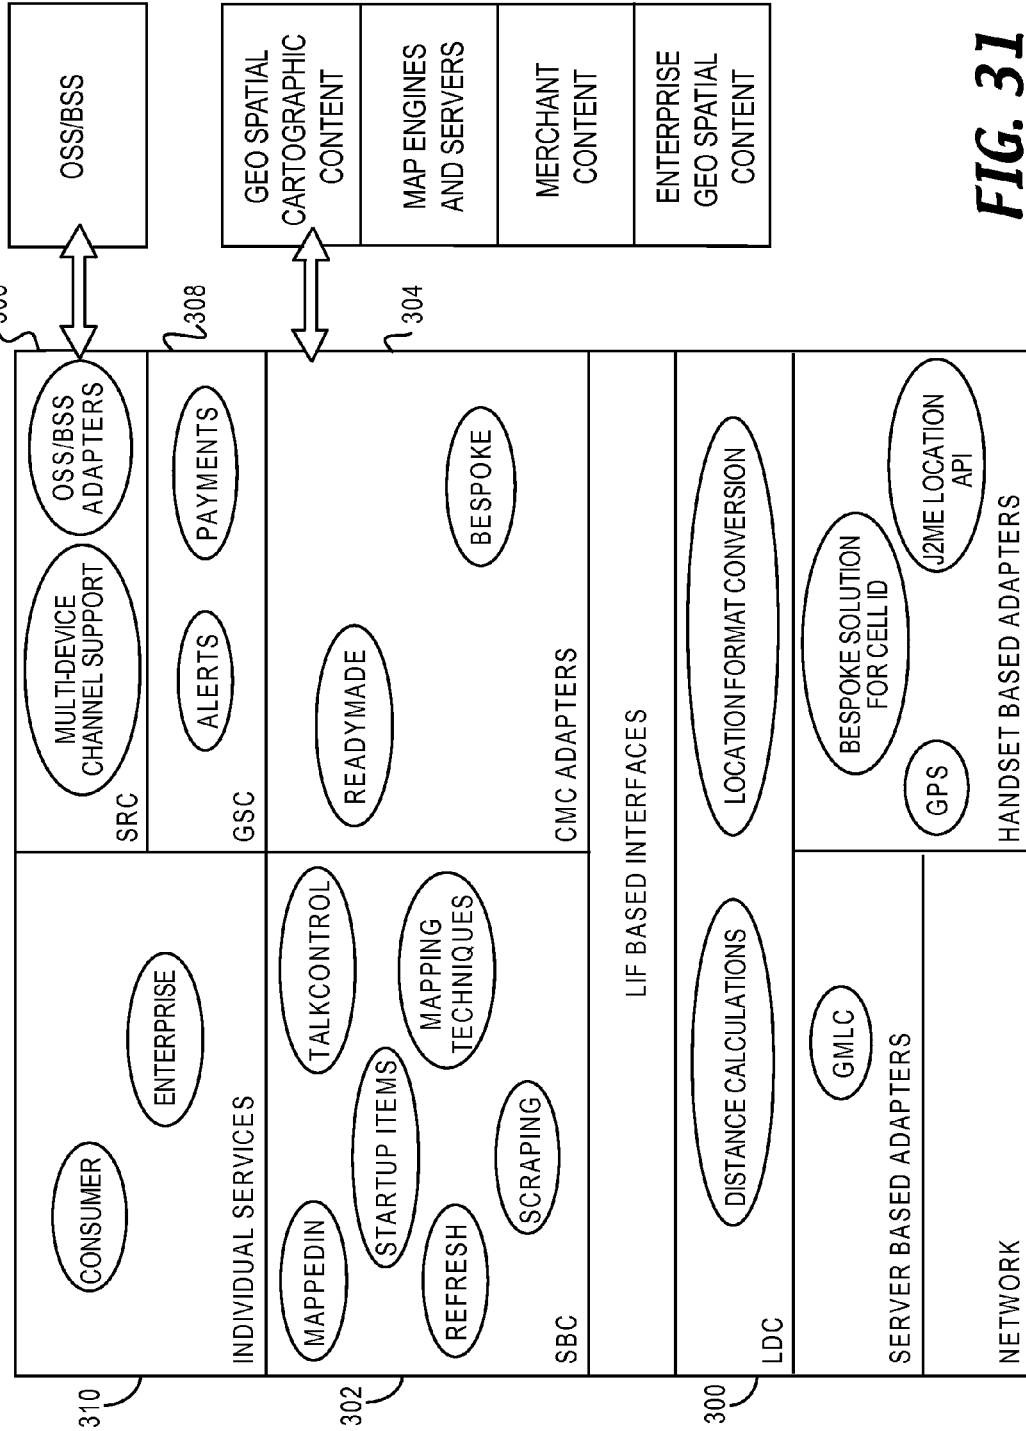 310
CONSUMER
ENTERPRISE
INDIVIDUAL SERVICES
MULTI-DEVICE
CHANNEL SUPPORT
OSS/BSS
ADAPTERS
SRC
OSS/BSS
308
ALERTS
PAYMENTS
GSC
302
MAPPEDIN
TALKCONTROL
STARTUP ITEMS
REFRESH
MAPPING
TECHNIQUES
SCRAPING
SBC
304
READYMADE
BESPOKE
CMC ADAPTERS
GEO SPATIAL
CARTOGRAPHIC
CONTENT
MAP ENGINES
AND SERVERS
MERCHANT
CONTENT
ENTERPRISE
GEO SPATIAL
CONTENT
LIF BASED INTERFACES
300
DISTANCE CALCULATIONS
LOCATION FORMAT CONVERSION
LDC
GMLC
SERVER BASED ADAPTERS
NETWORK
GPS
BESPOKE SOLUTION
FOR CELL ID
J2ME LOCATION
API
HANDSET BASED ADAPTERS
FIG. 31